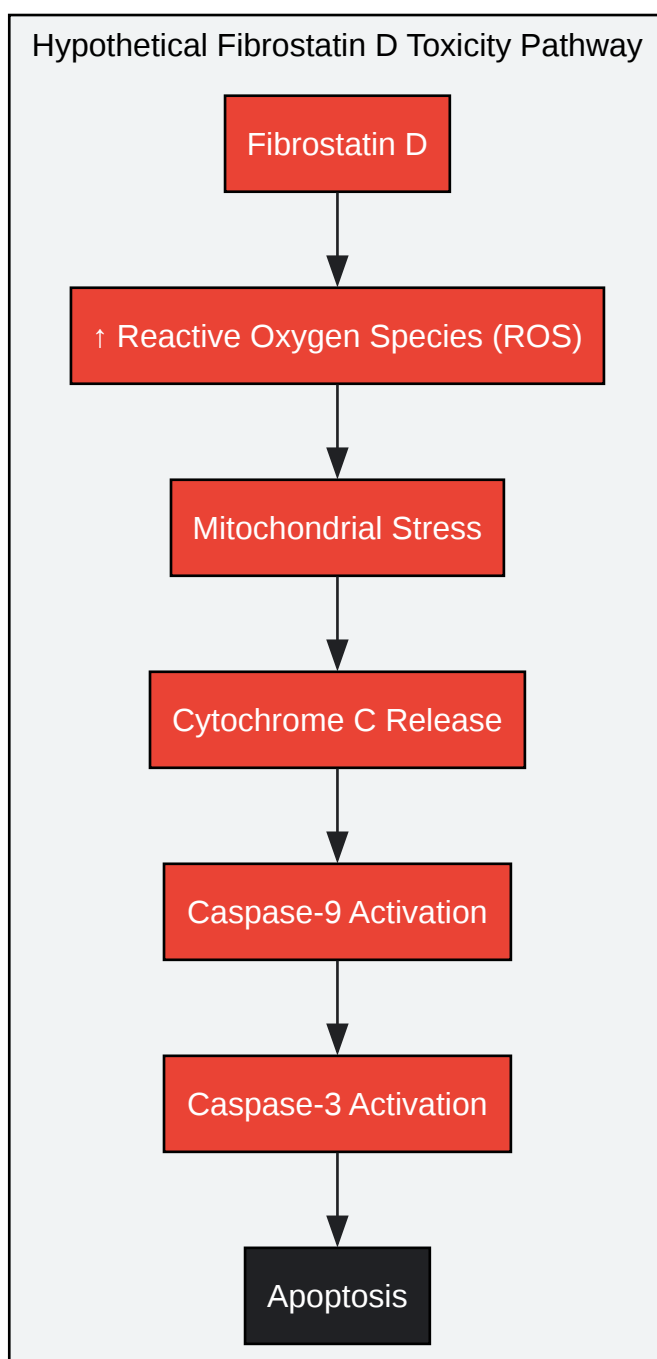 Hypothetical Fibrostatin D Toxicity Pathway
Fibrostatin D
↑ Reactive Oxygen Species (ROS)
Mitochondrial Stress
Cytochrome C Release
Caspase-9 Activation
Caspase-3 Activation
Apoptosis